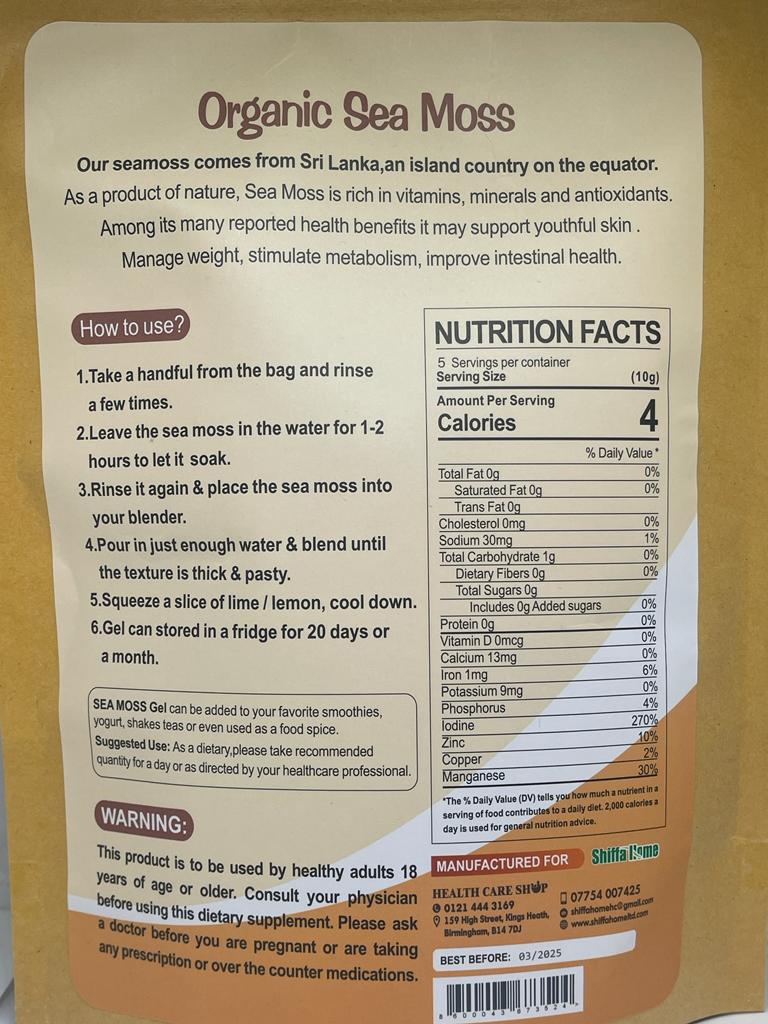 Organic Sea Moss
Our seamoss comes from Sri Lanka,an island country on the equator.
As a product of nature, Sea Moss is rich in vitamins, minerals and antioxidants.
Among its many reported health benefits it may support youthful skin .
Manage weight, stimulate metabolism, improve intestinal health.
How to use?
1.Take a handful from the bag and rinse
a few times.
2.Leave the sea moss in the water for 1-2
hours to let it soak.
3.Rinse it again & place the sea moss into
your blender.
4.Pour in just enough water & blend until
the texture is thick & pasty.
5.Squeeze a slice of lime / lemon, cool down.
6.Gel can stored in a fridge for 20 days or
a month.
SEA MOSS Gel can be added to your favorite smoothies,
yogurt, shakes teas or even used as a food spice.
Suggested Use: As a dietary,please take recommended
quantity for a day or as directed by your healthcare professional.
WARNING:
This product is to be used by healthy adults 18
years of age or older. Consult your physician
before using this dietary supplement. Please ask
a doctor before you are pregnant or are taking
any prescription or over the counter medications.
NUTRITION FACTS
5 Servings per container
Serving Size (10g)
Amount Per Serving
Calories 4
% Daily Value *
Total Fat 0g 0%
Saturated Fat 0g 0%
Trans Fat 0g
Cholesterol 0mg 0%
Sodium 30mg 1%
Total Carbohydrate 1g 0%
Dietary Fibers 0g 0%
Total Sugars 0g
Includes 0g Added sugars 0%
Protein 0g 0%
Vitamin D 0mcg 0%
Calcium 13mg 0%
Iron 1mg 6%
Potassium 9mg 0%
Phosphorus 4%
Iodine 270%
Zinc 10%
Copper 2%
Manganese 30%
*The % Daily Value (DV) tells you how much a nutrient in a
serving of food contributes to a daily diet. 2,000 calories a
day is used for general nutrition advice.
MANUFACTURED FOR Shiffa Home
HEALTH CARE SHOP
0121 444 3169
159 High Street, Kings Heath,
Birmingham, B14 7DJ
07754 007425
shiffahomehc@gmail.com
www.shiffahomeltd.com
BEST BEFORE: 03/2025
8 600043 673524